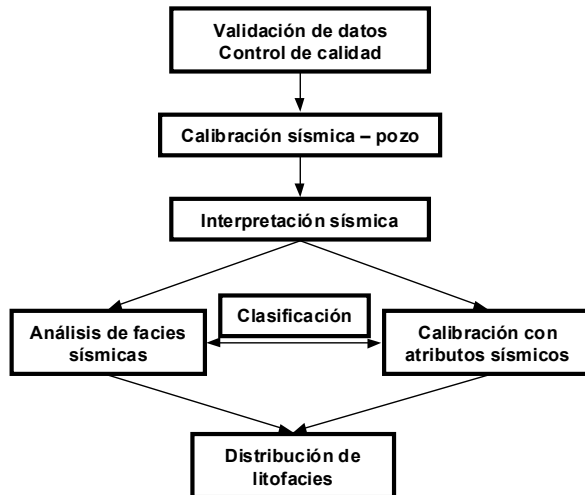 Validación de datos
Control de calidad
Calibración sísmica – pozo
Interpretación sísmica
Clasificación
Análisis de facies
sísmicas
Calibración con
atributos sísmicos
Distribución de
litofacies